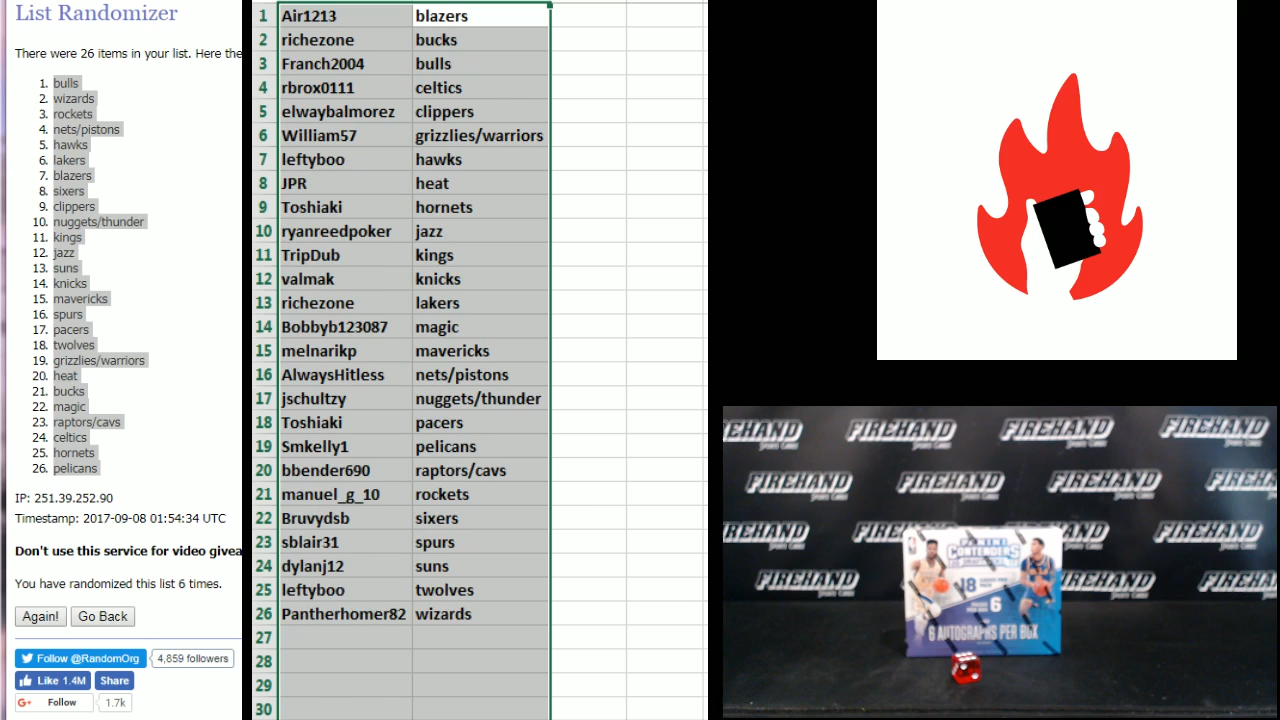 List Randomizer
There were 26 items in your list. Here the
1. bulls
2. wizards
3. rockets
4. nets/pistons
5. hawks
6. lakers
7. blazers
8. sixers
9. clippers
10. nuggets/thunder
11. kings
12. jazz
13. suns
14. knicks
15. mavericks
16. spurs
17. pacers
18. twolves
19. grizzlies/warriors
20. heat
21. bucks
22. magic
23. raptors/cavs
24. celtics
25. hornets
26. pelicans
IP: 251.39.252.90
Timestamp: 2017-09-08 01:54:34 UTC
Don't use this service for video givea
You have randomized this list 6 times.
Again! Go Back
Follow @RandomOrg 4,859 followers
Like 1.4M Share
G+ Follow 1.7k
1 Air1213 blazers
2 richezone bucks
3 Franch2004 bulls
4 rbrox0111 celtics
5 elwaybalmorez clippers
6 William57 grizzlies/warriors
7 leftyboo hawks
8 JPR heat
9 Toshiaki hornets
10 ryanreedpoker jazz
11 TripDub kings
12 valmak knicks
13 richezone lakers
14 Bobbyb123087 magic
15 melnarikp mavericks
16 AlwaysHitless nets/pistons
17 jschultzy nuggets/thunder
18 Toshiaki pacers
19 Smkelly1 pelicans
20 bbender690 raptors/cavs
21 manuel_g_10 rockets
22 Bruvydsb sixers
23 sblair31 spurs
24 dylanj12 suns
25 leftyboo twolves
26 Pantherhomer82 wizards
27
28
29
30
FIREHAND FIREHAND FIREHAND FIREHAND
FIREHAND FIREHAND FIREHAND FIREHAND
FIREHAND FIREHAND FIREHAND FIREHAND
FIREHAND FIREHAND
PANINI
CONTENDERS
18
6
6 AUTOGRAPHS PER BOX